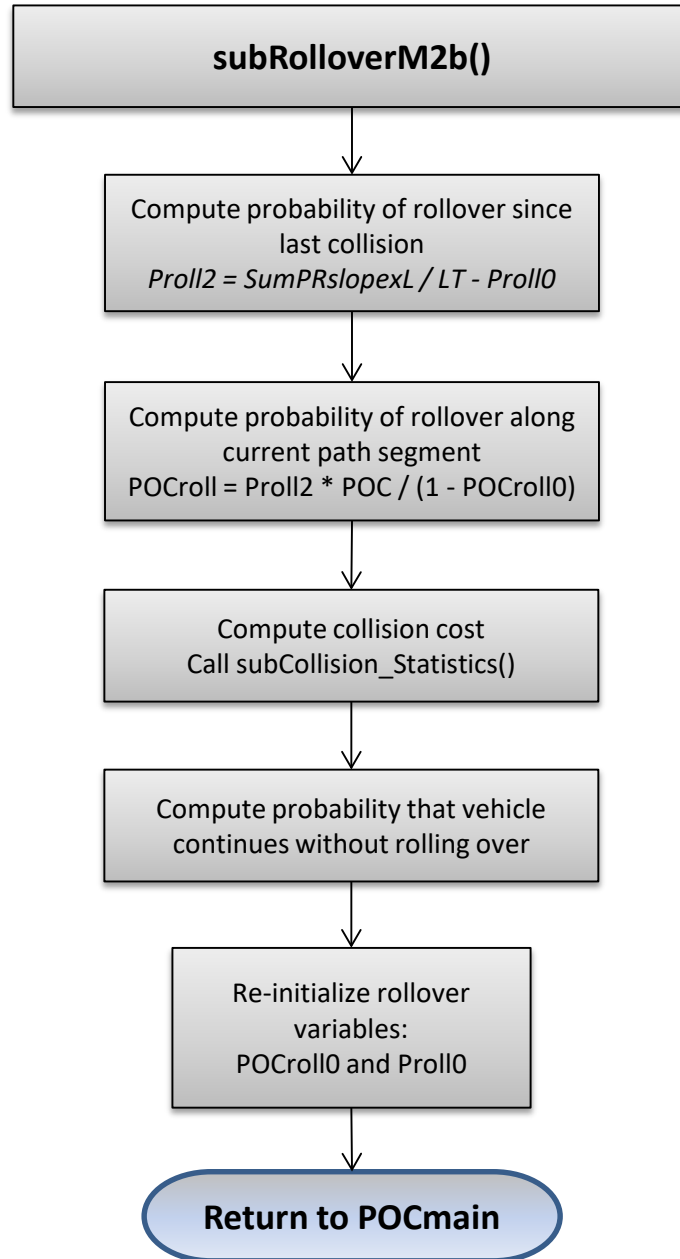 subRolloverM2b()
Compute probability of rollover since
last collision
Proll2 = SumPRslopexL / LT - Proll0
Compute probability of rollover along
current path segment
POCroll = Proll2 * POC / (1 - POCroll0)
Compute collision cost
Call subCollision_Statistics()
Compute probability that vehicle
continues without rolling over
Re-initialize rollover
variables:
POCroll0 and Proll0
Return to POCmain